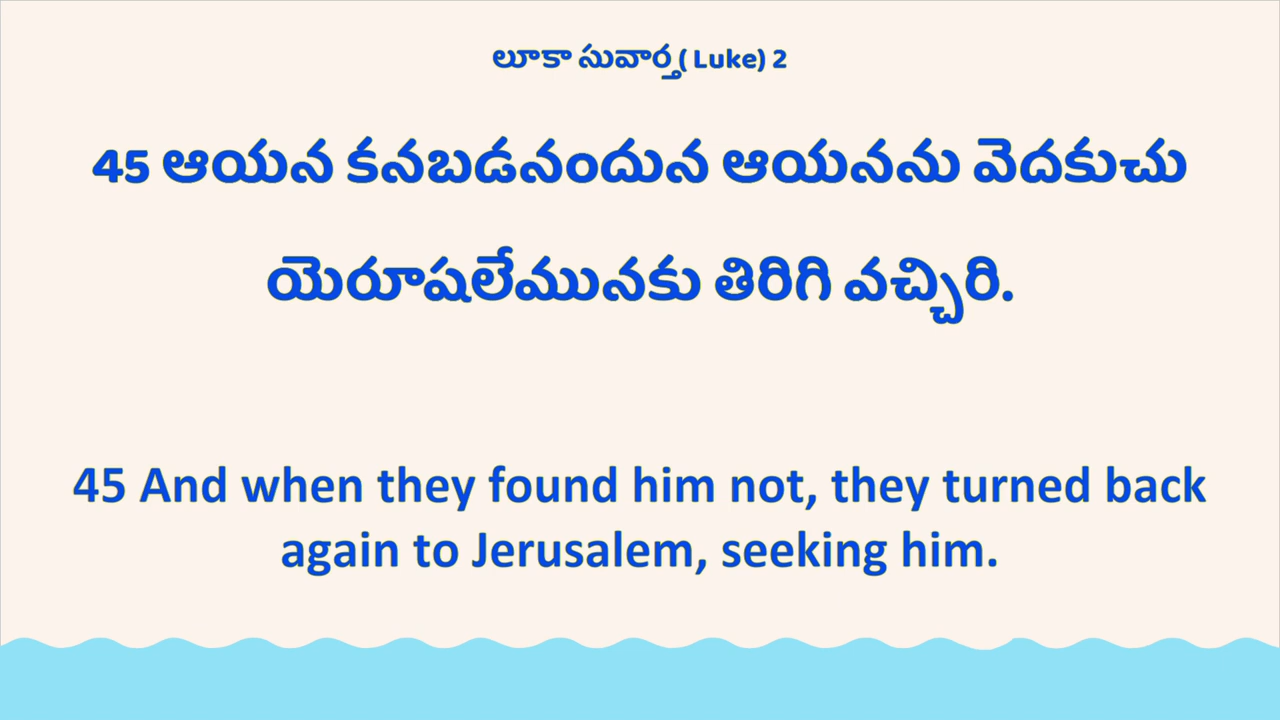 లూకా సువార్త( Luke) 2
45 ఆయన కనబడనందున ఆయనను వెదకుచు
యెరూషలేమునకు తిరిగి వచ్చిరి.
45 And when they found him not, they turned back
again to Jerusalem, seeking him.